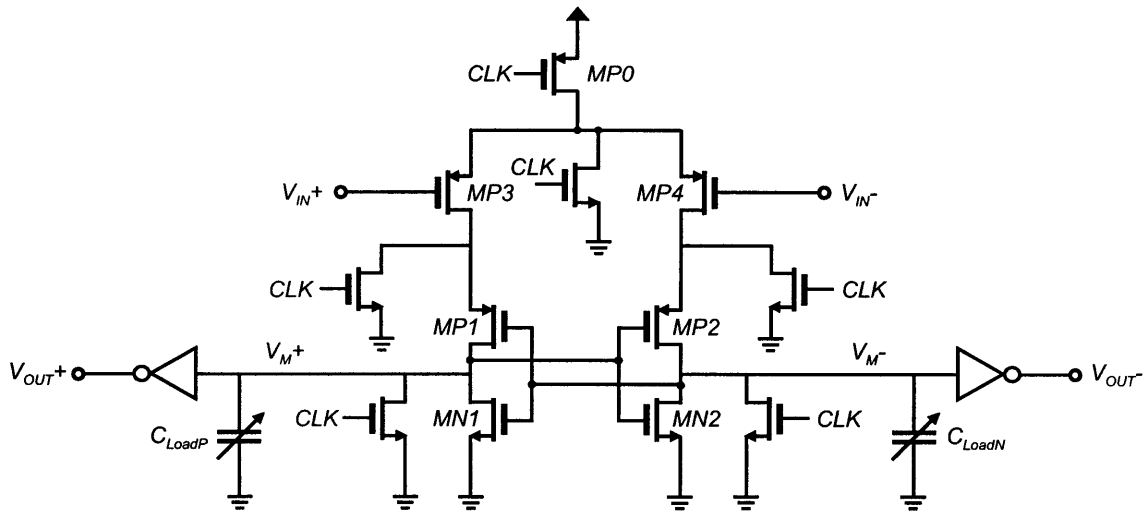 CLK MP0
CLK
V_IN+ MP3 MP4 V_IN-
CLK CLK
MP1 MP2
V_OUT+ V_M+ V_M- V_OUT-
CLK MN1 MN2 CLK
C_LoadP C_LoadN